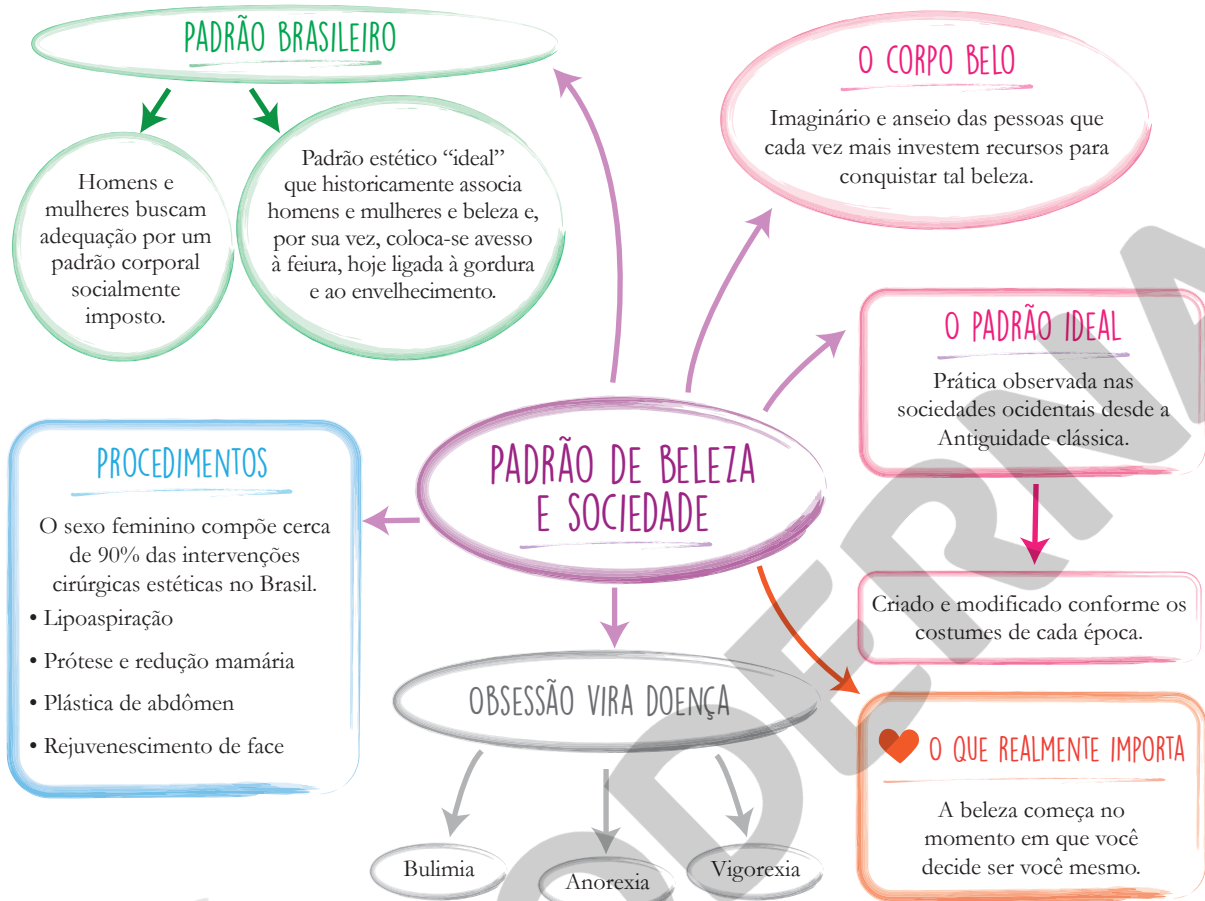 PADRÃO BRASILEIRO
Homens e
mulheres buscam
adequação por um
padrão corporal
socialmente
imposto.
Padrão estético “ideal”
que historicamente associa
homens e mulheres e beleza e,
por sua vez, coloca-se avesso
à feiura, hoje ligada à gordura
e ao envelhecimento.
O CORPO BELO
Imaginário e anseio das pessoas que
cada vez mais investem recursos para
conquistar tal beleza.
O PADRÃO IDEAL
Prática observada nas
sociedades ocidentais desde a
Antiguidade clássica.
Criado e modificado conforme os
costumes de cada época.
PADRÃO DE BELEZA
E SOCIEDADE
PROCEDIMENTOS
O sexo feminino compõe cerca
de 90% das intervenções
cirúrgicas estéticas no Brasil.
• Lipoaspiração
• Prótese e redução mamária
• Plástica de abdômen
• Rejuvenescimento de face
OBSESSÃO VIRA DOENÇA
Bulimia
Anorexia
Vigorexia
O QUE REALMENTE IMPORTA
A beleza começa no
momento em que você
decide ser você mesmo.
ODERNA